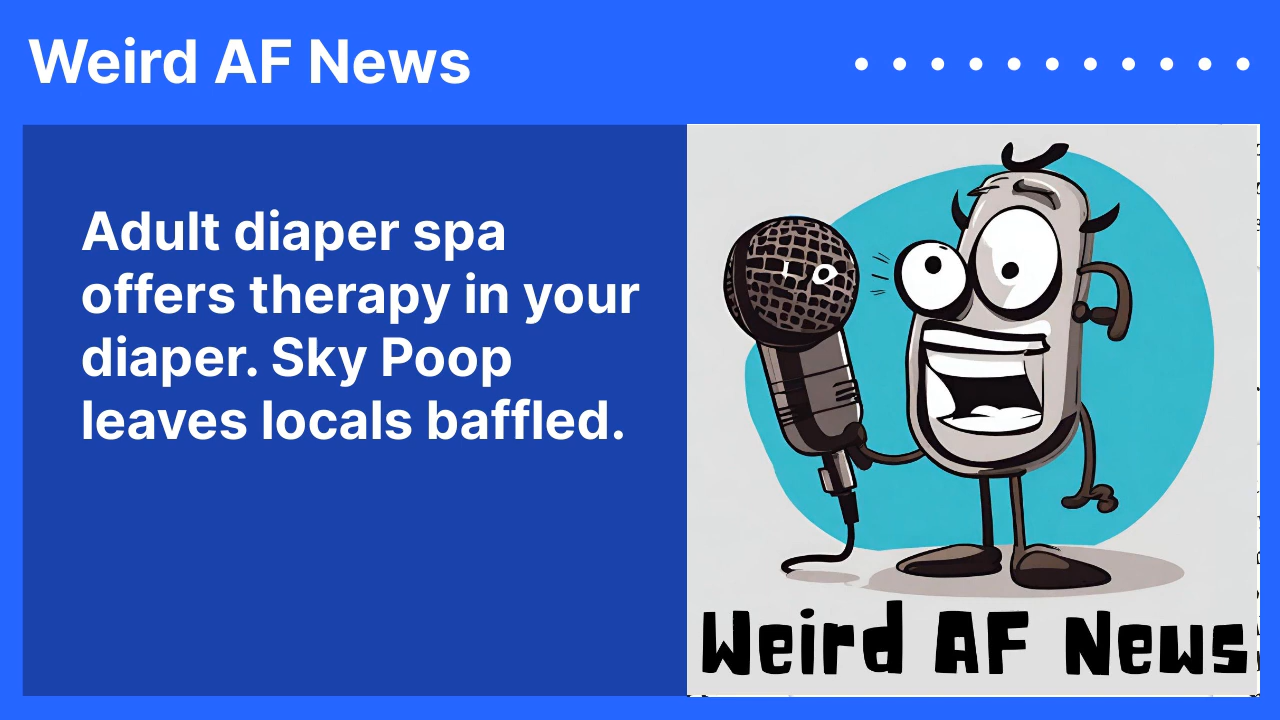 Weird AF News
Adult diaper spa
offers therapy in your
diaper. Sky Poop
leaves locals baffled.
Weird AF News